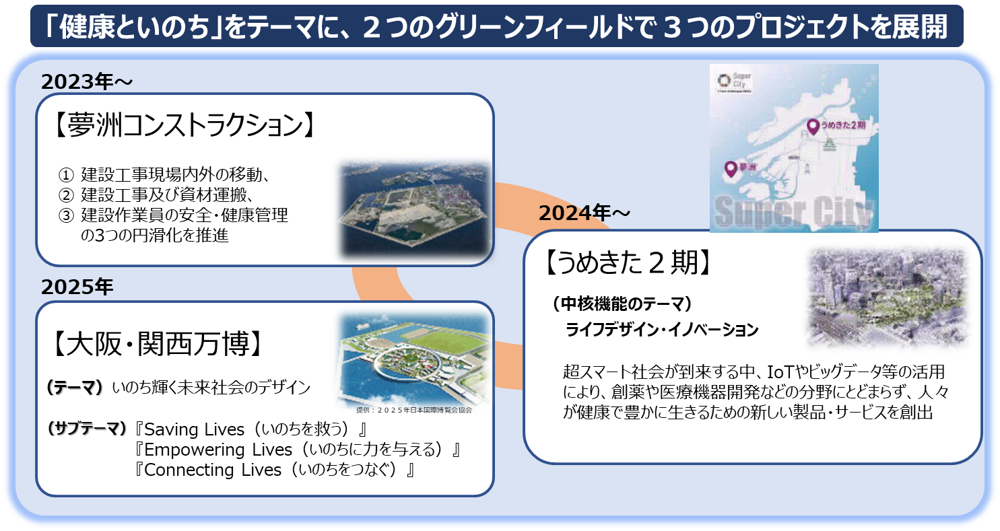 「健康といのち」をテーマに、２つのグリーンフィールドで３つのプロジェクトを展開
2023年～
【夢洲コンストラクション】
① 建設工事現場内外の移動、
② 建設工事及び資材運搬、
③ 建設作業員の安全・健康管理
の3つの円滑化を推進
2025年
【大阪・関西万博】
（テーマ）いのち輝く未来社会のデザイン
提供：２０２５年日本国際博覧会協会
（サブテーマ）『Saving Lives（いのちを救う）』
『Empowering Lives（いのちに力を与える）』
『Connecting Lives（いのちをつなぐ）』
Super
City
うめきた2期
夢洲
Super City
2024年～
【うめきた２期】
（中核機能のテーマ）
ライフデザイン・イノベーション
超スマート社会が到来する中、IoTやビッグデータ等の活用
により、創薬や医療機器開発などの分野にとどまらず、人々
が健康で豊かに生きるための新しい製品・サービスを創出